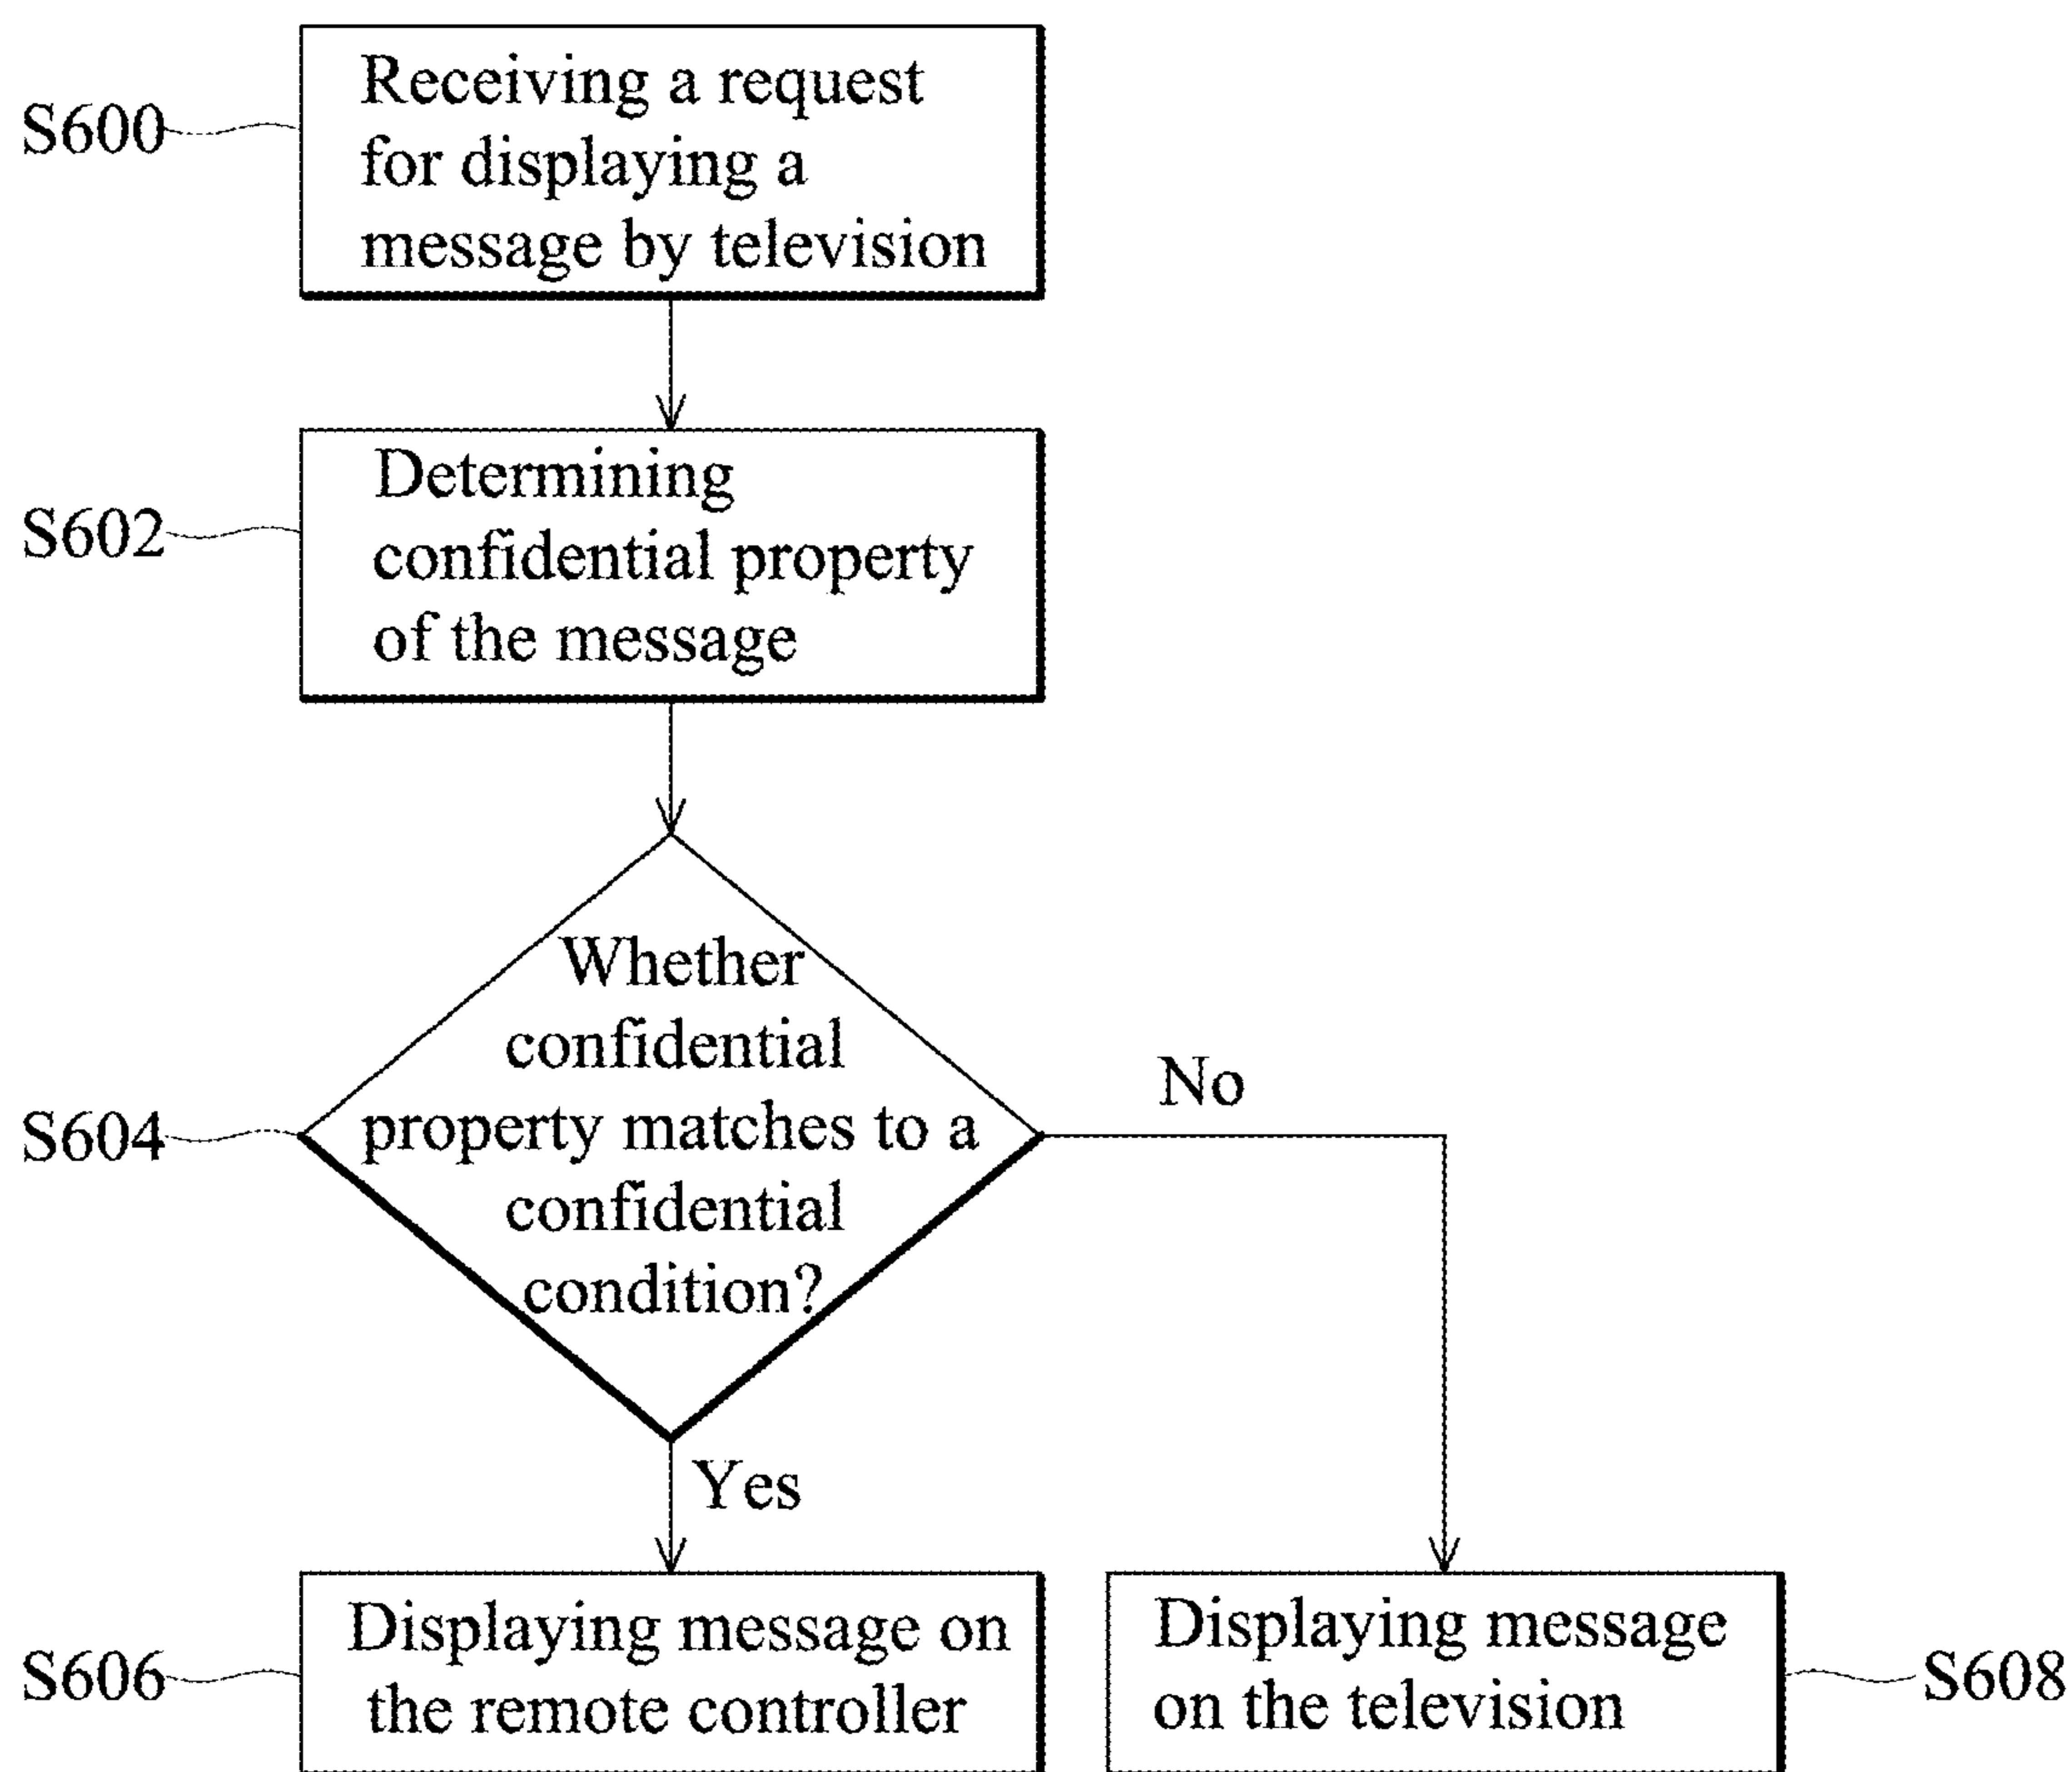 S600
Receiving a request
for displaying a
message by television
S602
Determining
confidential property
of the message
S604
Whether
confidential
property matches to a
confidential
condition?
No
Yes
S606
Displaying message on
the remote controller
Displaying message
on the television
S608